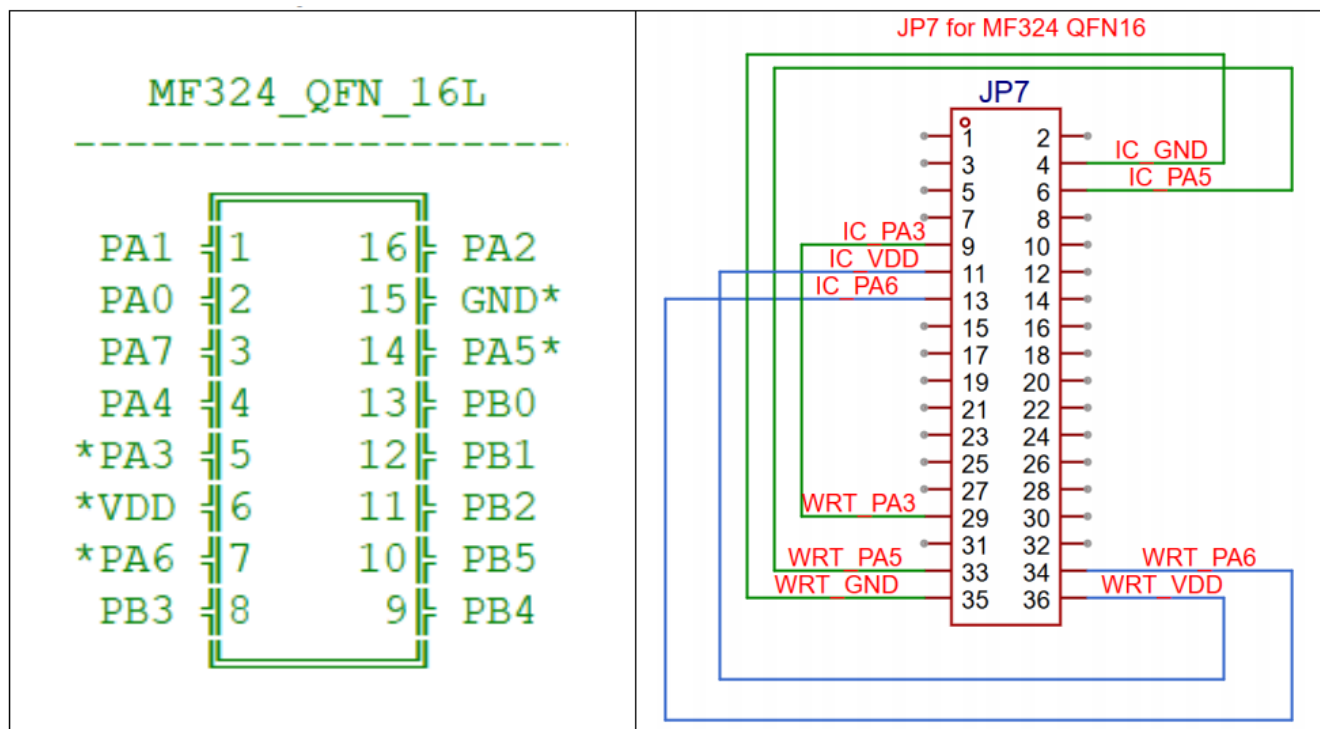 MF324_QFN_16L
--------------------
PA1 1 16 PA2
PA0 2 15 GND*
PA7 3 14 PA5*
PA4 4 13 PB0
*PA3 5 12 PB1
*VDD 6 11 PB2
*PA6 7 10 PB5
PB3 8 9 PB4
JP7 for MF324 QFN16
JP7
1 2
3 4 IC_GND
5 6 IC_PA5
7 8
IC_PA3 9 10
IC_VDD 11 12
IC_PA6 13 14
15 16
17 18
19 20
21 22
23 24
25 26
27 28
WRT_PA3 29 30
31 32
WRT_PA5 33 34 WRT_PA6
WRT_GND 35 36 WRT_VDD